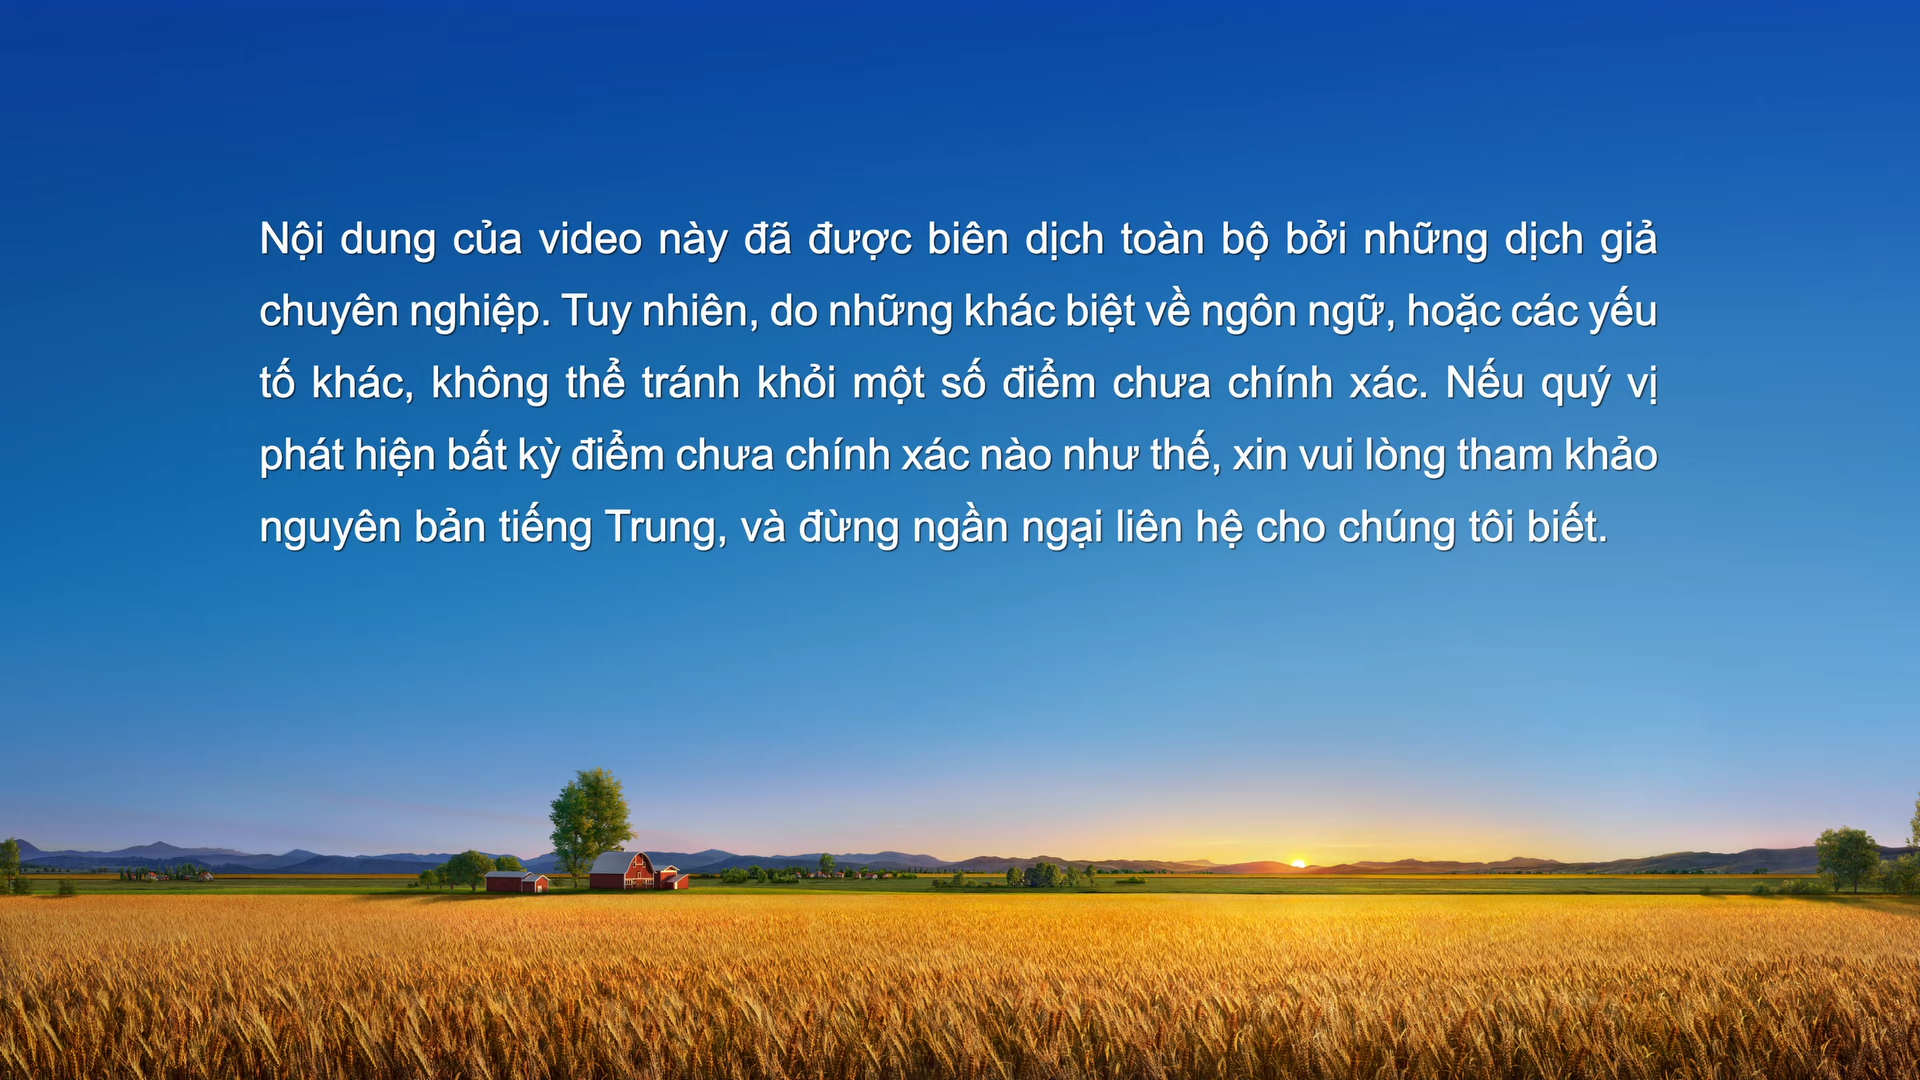 Nội dung của video này đã được biên dịch toàn bộ bởi những dịch giả
chuyên nghiệp. Tuy nhiên, do những khác biệt về ngôn ngữ, hoặc các yếu
tố khác, không thể tránh khỏi một số điểm chưa chính xác. Nếu quý vị
phát hiện bất kỳ điểm chưa chính xác nào như thế, xin vui lòng tham khảo
nguyên bản tiếng Trung, và đừng ngần ngại liên hệ cho chúng tôi biết.